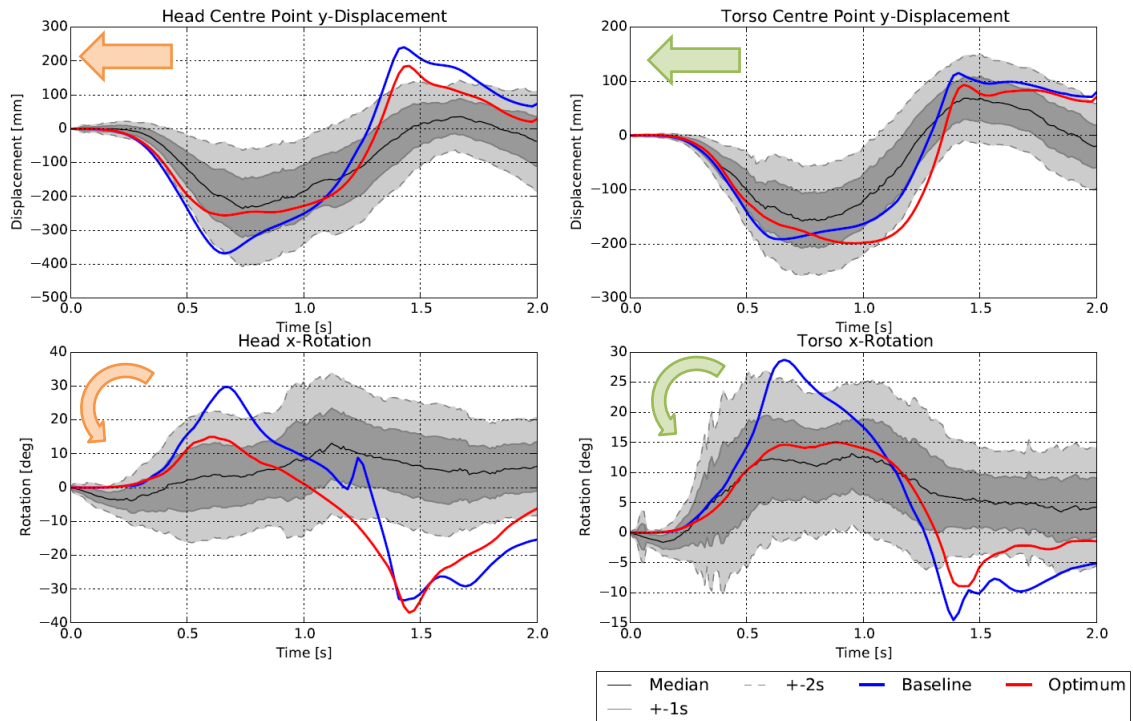 Head Centre Point y-Displacement
300
200
100
0
−100
−200
−300
−400
−500
Displacement [mm]
0.0 0.5 1.0 1.5 2.0
Time [s]
Torso Centre Point y-Displacement
200
100
0
−100
−200
−300
Displacement [mm]
0.0 0.5 1.0 1.5 2.0
Time [s]
Head x-Rotation
40
30
20
10
0
−10
−20
−30
−40
Rotation [deg]
0.0 0.5 1.0 1.5 2.0
Time [s]
Torso x-Rotation
30
25
20
15
10
5
0
−5
−10
−15
Rotation [deg]
0.0 0.5 1.0 1.5 2.0
Time [s]
Median +-2s Baseline Optimum
+-1s